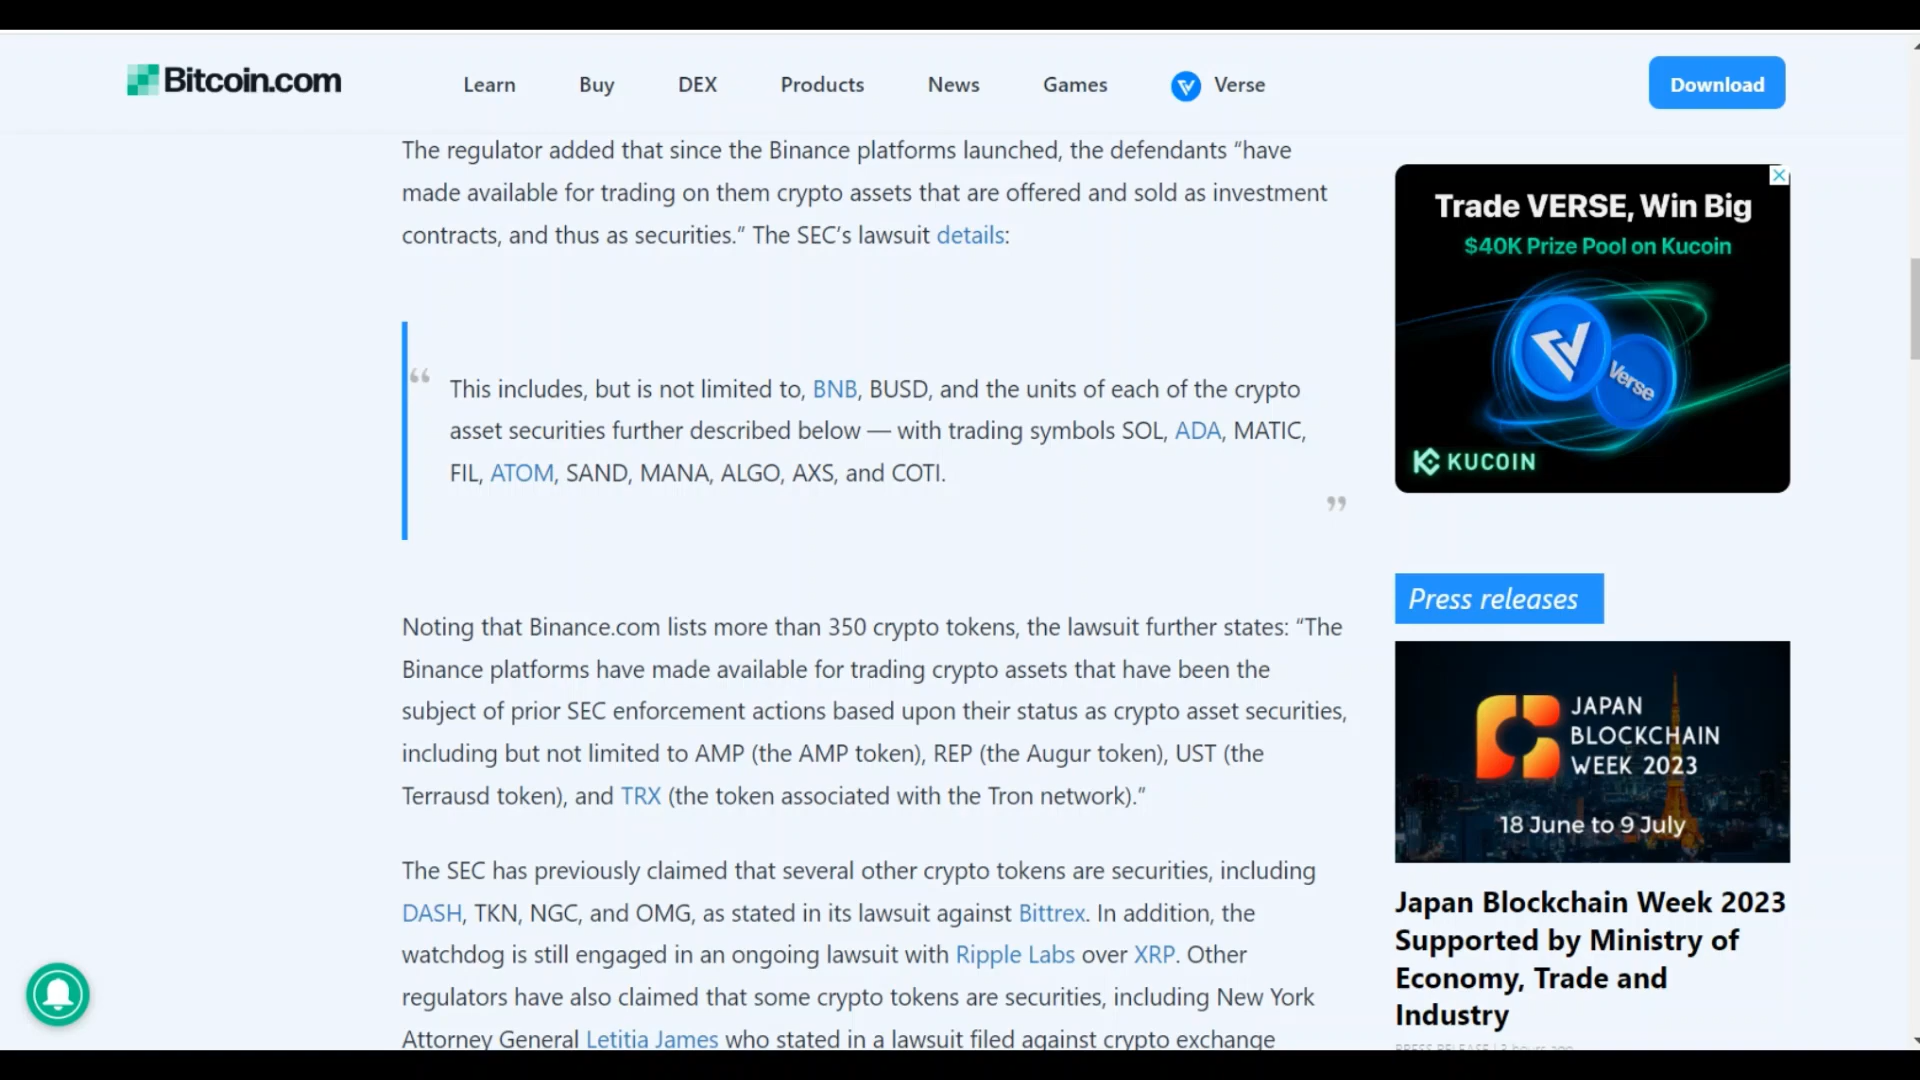 Bitcoin.com
Learn
Buy
DEX
Products
News
Games
Verse
Download
The regulator added that since the Binance platforms launched, the defendants “have
made available for trading on them crypto assets that are offered and sold as investment
contracts, and thus as securities.” The SEC’s lawsuit details:
“
This includes, but is not limited to, BNB, BUSD, and the units of each of the crypto
asset securities further described below — with trading symbols SOL, ADA, MATIC,
FIL, ATOM, SAND, MANA, ALGO, AXS, and COTI.
”
Noting that Binance.com lists more than 350 crypto tokens, the lawsuit further states: “The
Binance platforms have made available for trading crypto assets that have been the
subject of prior SEC enforcement actions based upon their status as crypto asset securities,
including but not limited to AMP (the AMP token), REP (the Augur token), UST (the
Terrausd token), and TRX (the token associated with the Tron network).”
The SEC has previously claimed that several other crypto tokens are securities, including
DASH, TKN, NGC, and OMG, as stated in its lawsuit against Bittrex. In addition, the
watchdog is still engaged in an ongoing lawsuit with Ripple Labs over XRP. Other
regulators have also claimed that some crypto tokens are securities, including New York
Attorney General Letitia James who stated in a lawsuit filed against crypto exchange
Trade VERSE, Win Big
$40K Prize Pool on Kucoin
Verse
KUCOIN
Press releases
JAPAN
BLOCKCHAIN
WEEK 2023
18 June to 9 July
Japan Blockchain Week 2023
Supported by Ministry of
Economy, Trade and
Industry